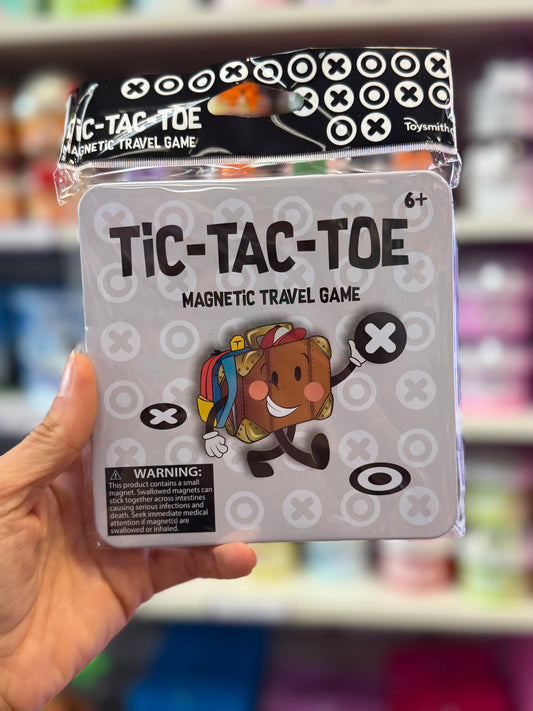 TiC-TAC-TOE
MAGNETIC TRAVEL GAME
Toysmith
6+
TiC-TAC-TOE
MAGNETIC TRAVEL GAME
WARNING:
This product contains a small
magnet. Swallowed magnets can
stick together across intestines
causing serious infections and
death. Seek immediate medical
attention if magnet(s) are
swallowed or inhaled.